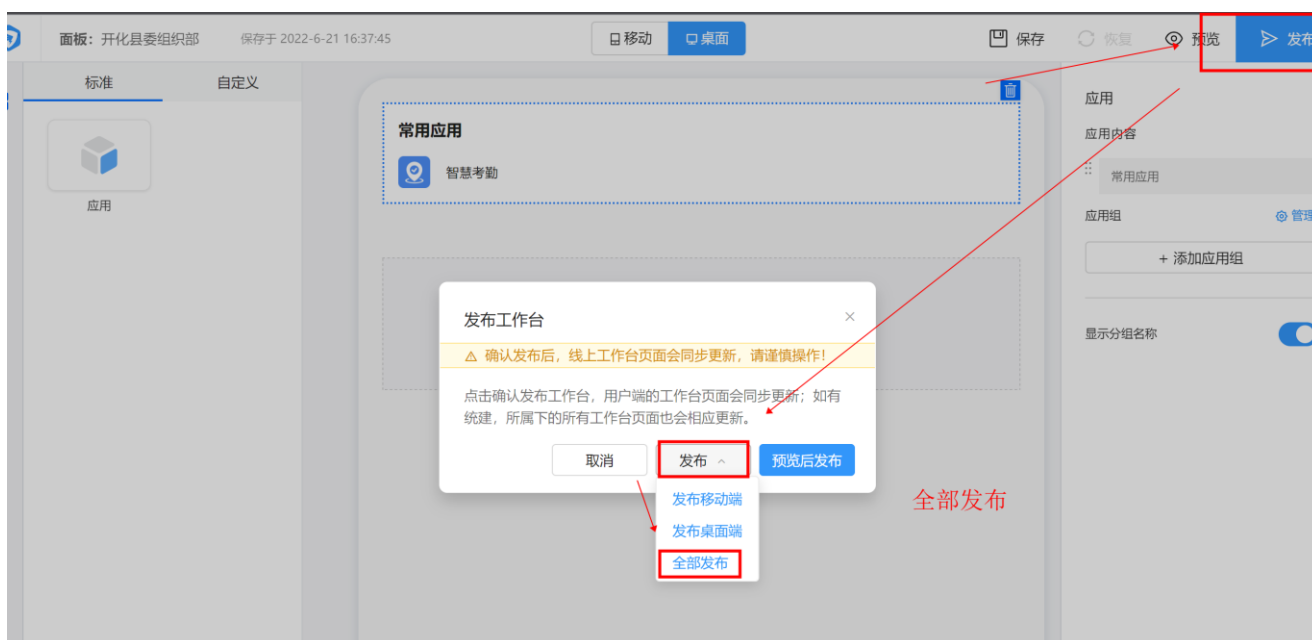 面板：开化县委组织部 保存于 2022-6-21 16:37:45 移动 桌面 保存 恢复 预览 发布
标准 自定义
应用
常用应用
智慧考勤
应用
应用内容
常用应用
应用组 管理
+ 添加应用组
显示分组名称
发布工作台
确认发布后，线上工作台页面会同步更新，请谨慎操作！
点击确认发布工作台，用户端的工作台页面会同步更新；如有
统建，所属下的所有工作台页面也会相应更新。
取消 发布 预览后发布
发布移动端
发布桌面端
全部发布
全部发布